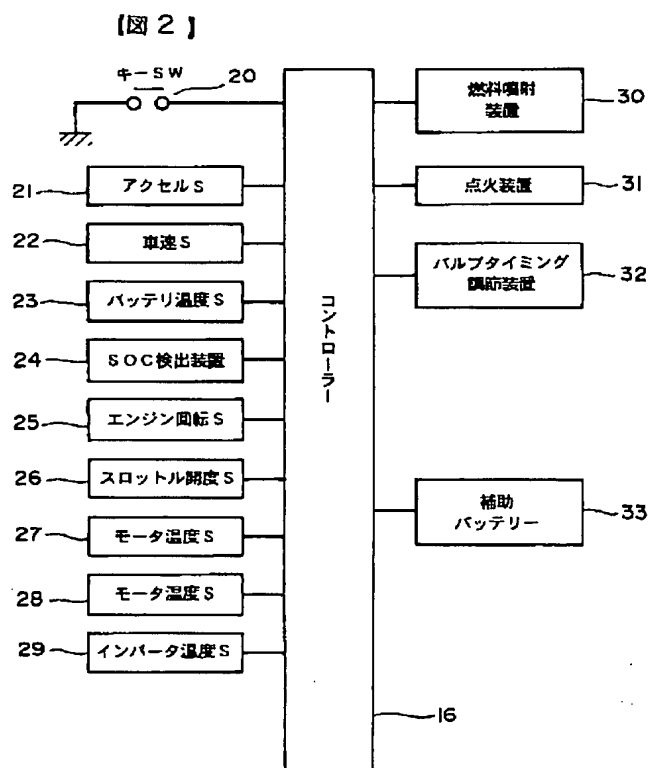 【図２】
キーＳＷ
20
21
アクセルＳ
22
車速Ｓ
23
バッテリ温度Ｓ
24
ＳＯＣ検出装置
25
エンジン回転Ｓ
26
スロットル開度Ｓ
27
モータ温度Ｓ
28
モータ温度Ｓ
29
インバータ温度Ｓ
コントローラー
16
燃料噴射
装置
30
点火装置
31
バルブタイミング
調節装置
32
補助
バッテリー
33